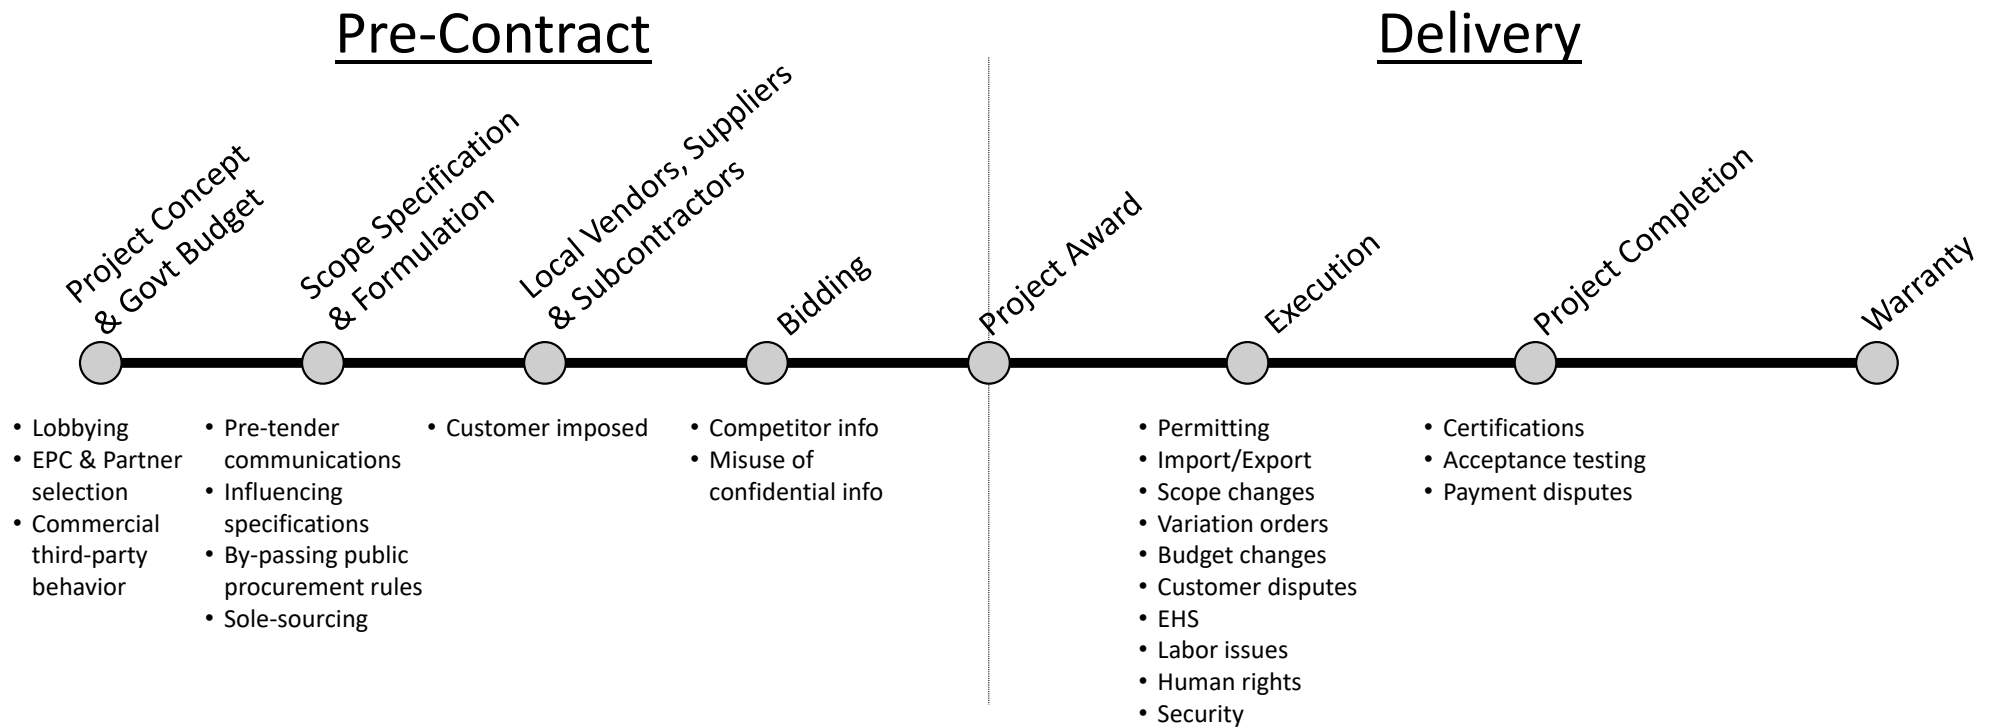 Pre-Contract
Delivery
Project Concept
& Govt Budget
Scope Specification
& Formulation
Local Vendors, Suppliers
& Subcontractors
Bidding
Project Award
Execution
Project Completion
Warranty
• Lobbying
• EPC & Partner
selection
• Commercial
third-party
behavior
• Pre-tender
communications
• Influencing
specifications
• By-passing public
procurement rules
• Sole-sourcing
• Customer imposed
• Competitor info
• Misuse of
confidential info
• Permitting
• Import/Export
• Scope changes
• Variation orders
• Budget changes
• Customer disputes
• EHS
• Labor issues
• Human rights
• Security
• Certifications
• Acceptance testing
• Payment disputes